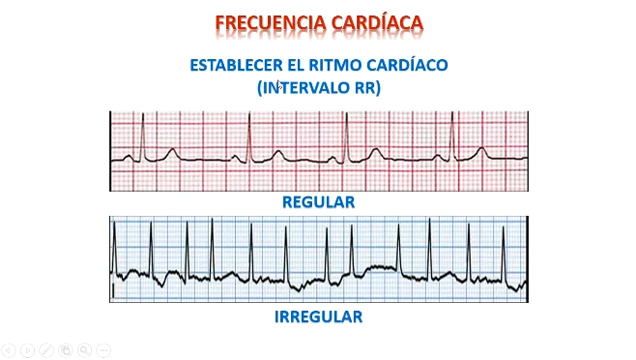 FRECUENCIA CARDÍACA
ESTABLECER EL RITMO CARDÍACO
(INTERVALO RR)
REGULAR
IRREGULAR